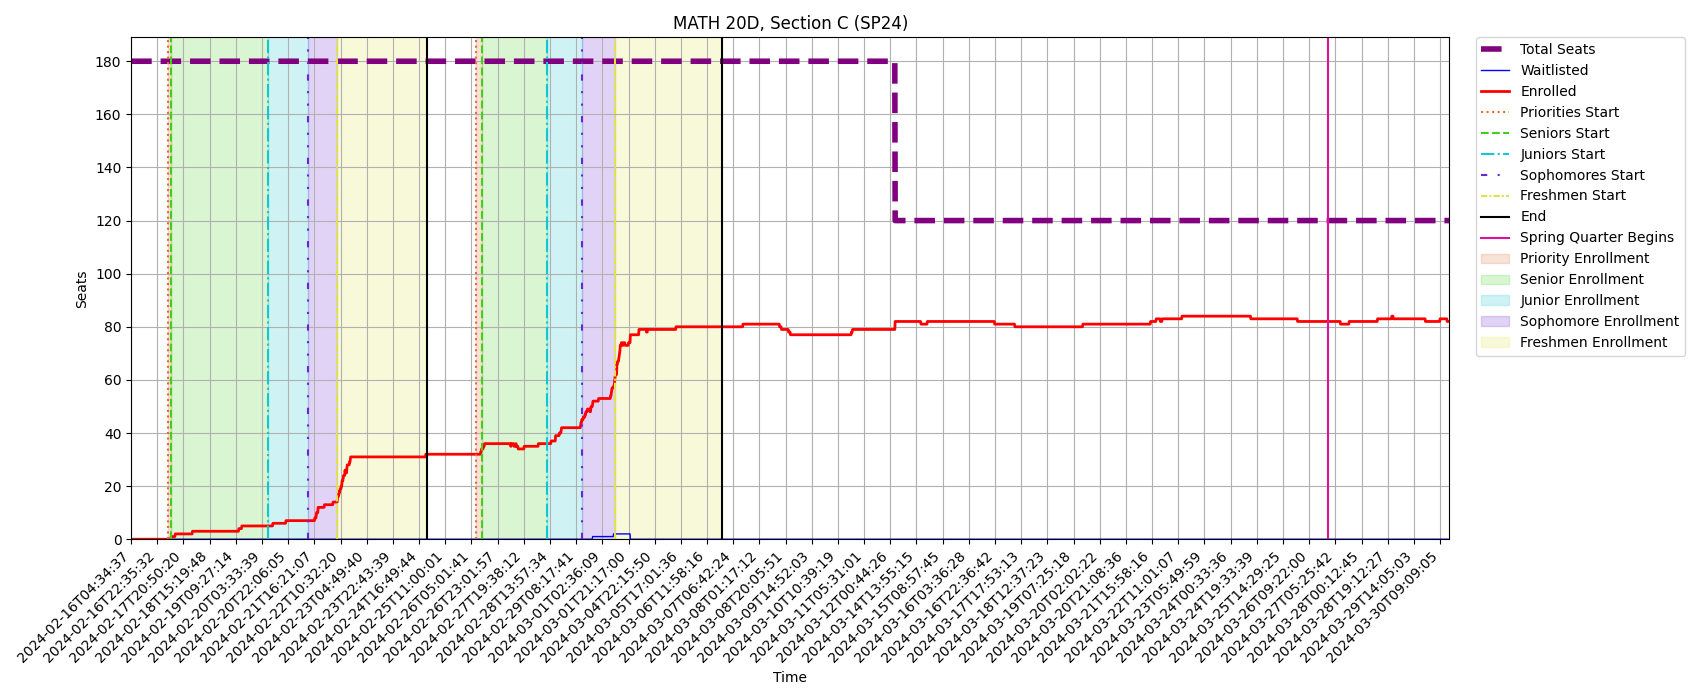 MATH 20D, Section C (SP24)
Seats
180
160
140
120
100
80
60
40
20
0
2024-02-16T04:34:37
2024-02-16T22:35:32
2024-02-17T20:50:20
2024-02-18T15:19:48
2024-02-19T09:27:14
2024-02-20T03:33:39
2024-02-20T22:06:05
2024-02-21T16:21:07
2024-02-22T10:32:20
2024-02-23T04:49:40
2024-02-23T22:43:39
2024-02-24T16:49:44
2024-02-25T11:00:01
2024-02-26T05:01:41
2024-02-26T23:01:57
2024-02-27T19:38:12
2024-02-28T13:57:34
2024-02-29T08:17:41
2024-03-01T02:36:09
2024-03-01T21:17:00
2024-03-04T22:15:50
2024-03-05T17:01:36
2024-03-06T11:58:16
2024-03-07T06:42:24
2024-03-08T01:17:12
2024-03-08T20:05:51
2024-03-09T14:52:03
2024-03-10T10:39:19
2024-03-11T05:31:01
2024-03-12T00:44:26
2024-03-14T13:55:15
2024-03-15T08:57:45
2024-03-16T03:36:28
2024-03-16T22:36:42
2024-03-17T17:53:13
2024-03-18T12:37:23
2024-03-19T07:25:18
2024-03-20T02:02:22
2024-03-20T21:08:36
2024-03-21T15:58:16
2024-03-22T11:01:07
2024-03-23T05:49:59
2024-03-24T00:33:36
2024-03-24T19:33:39
2024-03-25T14:29:25
2024-03-26T09:22:00
2024-03-27T05:25:42
2024-03-28T00:12:45
2024-03-28T19:12:27
2024-03-29T14:05:03
2024-03-30T09:09:05
Time
Total Seats
Waitlisted
Enrolled
Priorities Start
Seniors Start
Juniors Start
Sophomores Start
Freshmen Start
End
Spring Quarter Begins
Priority Enrollment
Senior Enrollment
Junior Enrollment
Sophomore Enrollment
Freshmen Enrollment